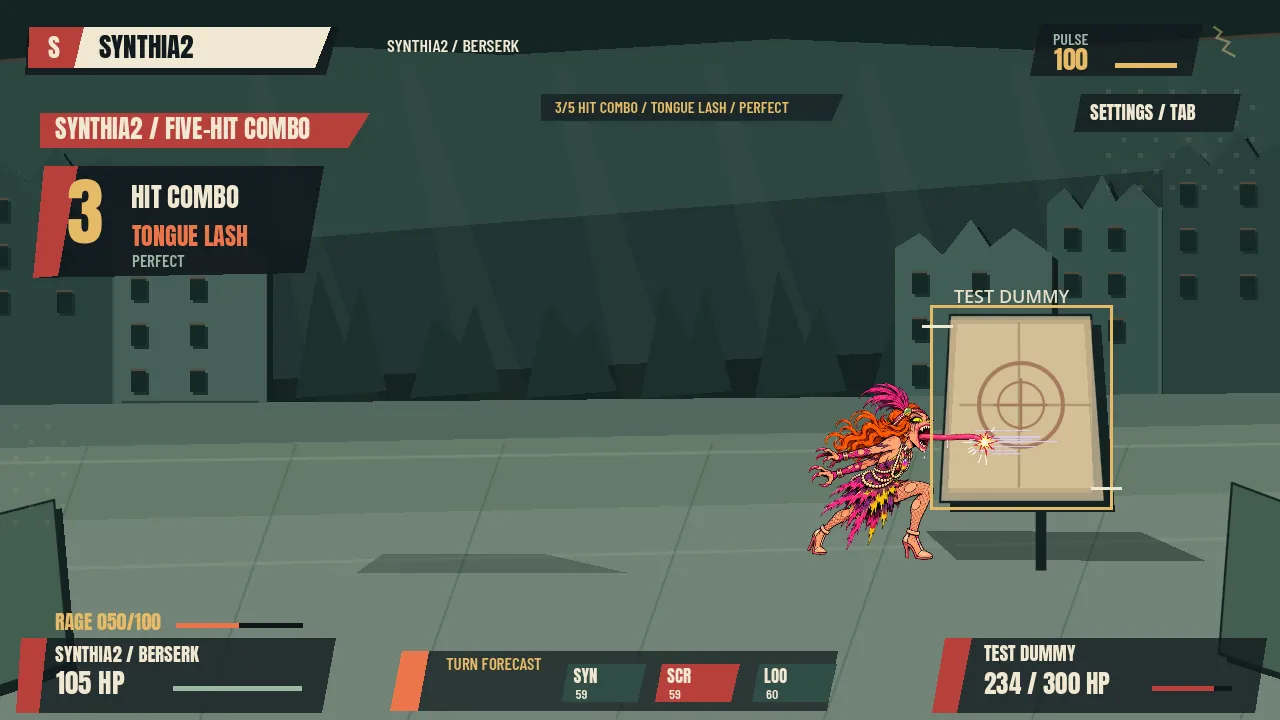 S SYNTHIA2
SYNTHIA2 / BERSERK
PULSE
100
3/5 HIT COMBO / TONGUE LASH / PERFECT
SETTINGS / TAB
SYNTHIA2 / FIVE-HIT COMBO
3 HIT COMBO
TONGUE LASH
PERFECT
TEST DUMMY
RAGE 050/100
SYNTHIA2 / BERSERK
105 HP
TURN FORECAST
SYN
59
SCR
59
LOO
60
TEST DUMMY
234 / 300 HP